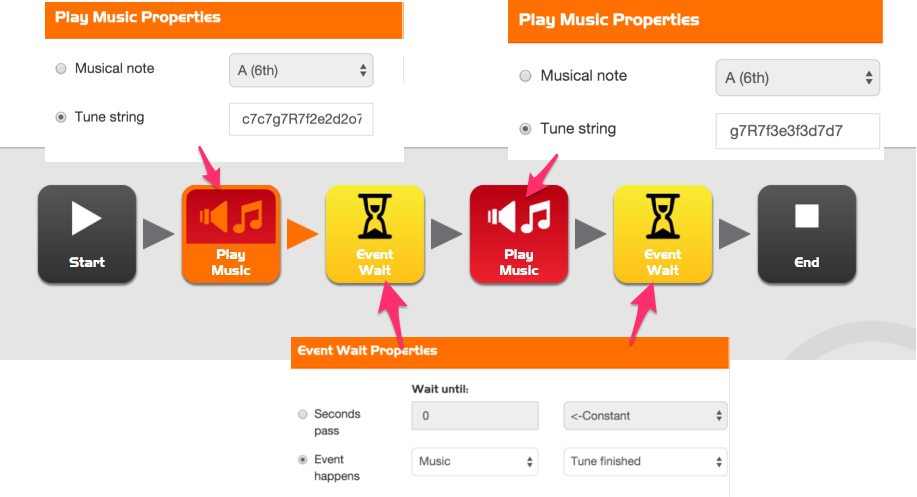 Play Music Properties
Musical note
A (6th)
Tune string
c7c7g7R7f2e2d2o7
Play Music Properties
Musical note
A (6th)
Tune string
g7R7f3e3f3d7d7
Start
Play
Music
Event
Wait
Play
Music
Event
Wait
End
Event Wait Properties
Wait until:
Seconds
pass
0
<-Constant
Event
happens
Music
Tune finished